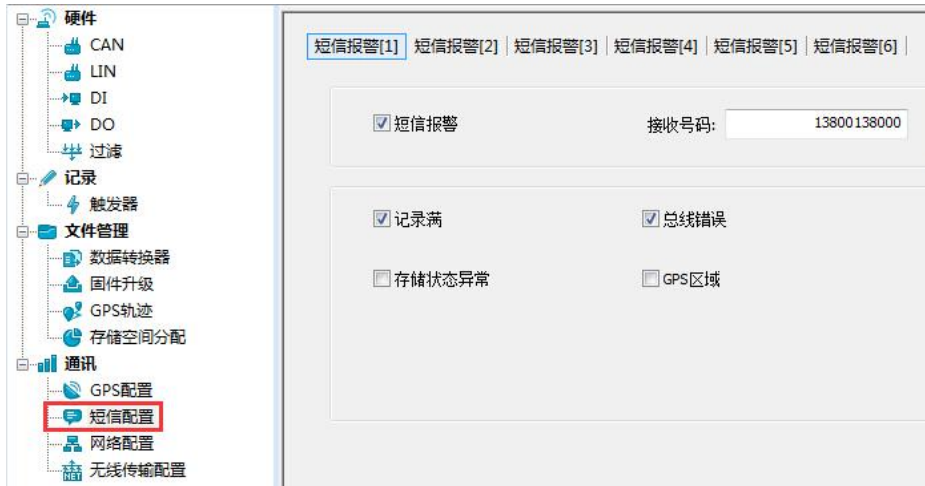 硬件
CAN
LIN
DI
DO
过滤
记录
触发器
文件管理
数据转换器
固件升级
GPS轨迹
存储空间分配
通讯
GPS配置
短信配置
网络配置
NET 无线传输配置
短信报警[1] 短信报警[2] 短信报警[3] 短信报警[4] 短信报警[5] 短信报警[6]
短信报警 接收号码: 13800138000
记录满 总线错误
存储状态异常 GPS区域